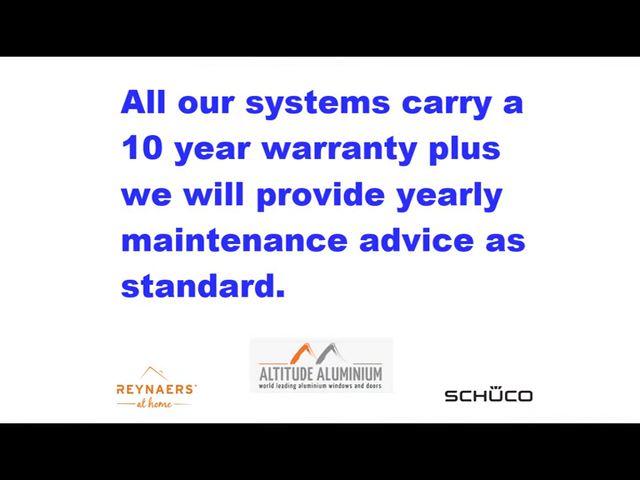 All our systems carry a
10 year warranty plus
we will provide yearly
maintenance advice as
standard.
REYNAERS
at home
ALTITUDE ALUMINIUM
world leading aluminium windows and doors
SCHÜCO